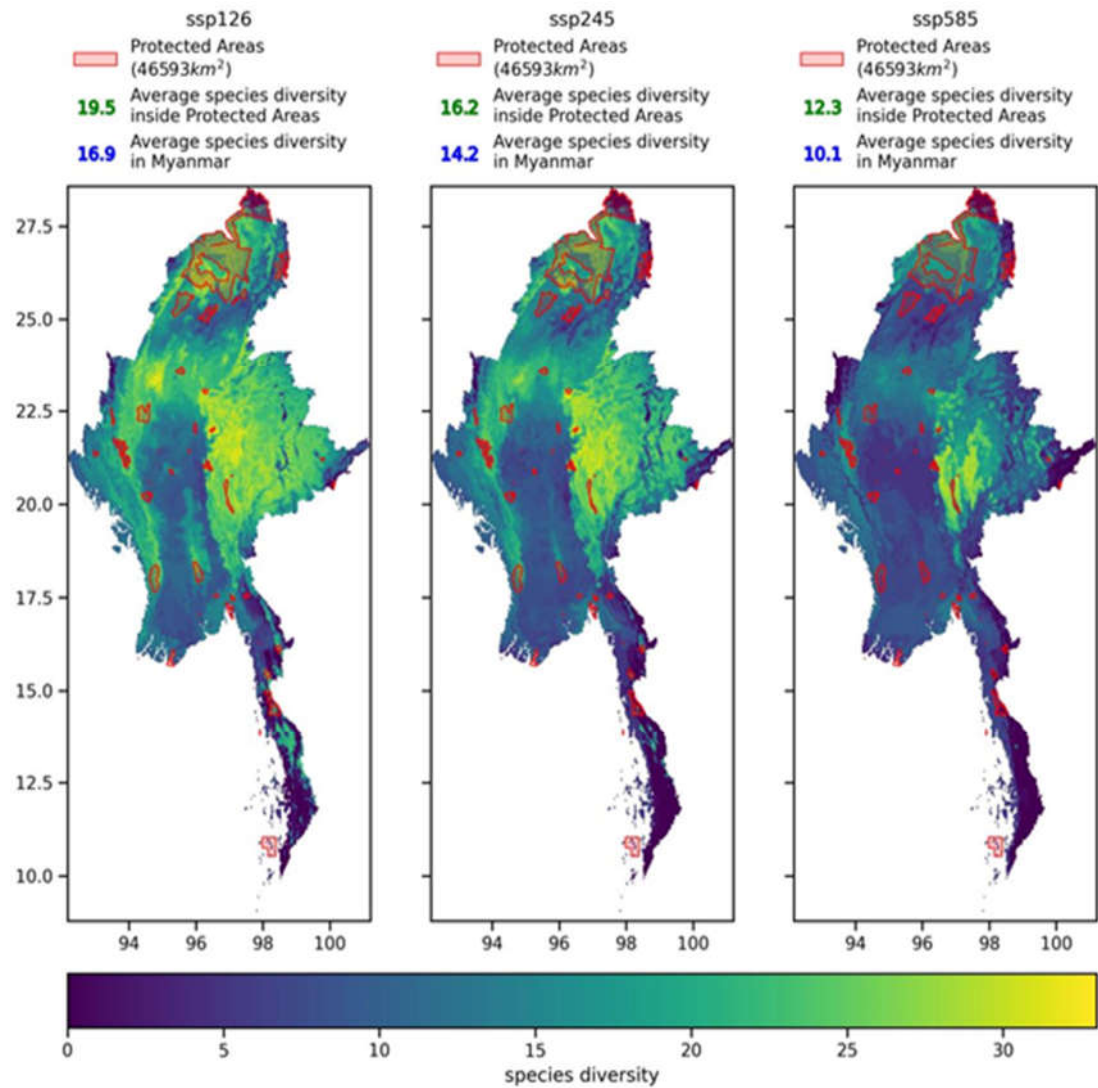 ssp126
Protected Areas
(46593km²)
19.5 Average species diversity
inside Protected Areas
16.9 Average species diversity
in Myanmar
ssp245
Protected Areas
(46593km²)
16.2 Average species diversity
inside Protected Areas
14.2 Average species diversity
in Myanmar
ssp585
Protected Areas
(46593km²)
12.3 Average species diversity
inside Protected Areas
10.1 Average species diversity
in Myanmar
27.5
25.0
22.5
20.0
17.5
15.0
12.5
10.0
94 96 98 100
94 96 98 100
94 96 98 100
0 5 10 15 20 25 30
species diversity